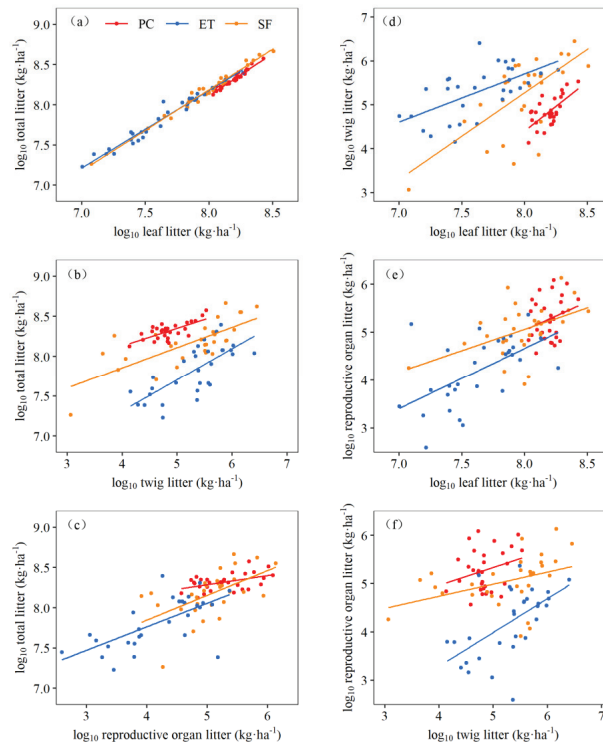 (a) PC ET SF
9.0
8.5
8.0
7.5
7.0
log10 total litter (kg·ha-1)
7.0 7.5 8.0 8.5
log10 leaf litter (kg·ha-1)
(d)
6
5
4
3
log10 twig litter (kg·ha-1)
7.0 7.5 8.0 8.5
log10 leaf litter (kg·ha-1)
(b)
9.0
8.5
8.0
7.5
7.0
log10 total litter (kg·ha-1)
3 4 5 6 7
log10 twig litter (kg·ha-1)
(e)
6
5
4
3
log10 reproductive organ litter (kg·ha-1)
7.0 7.5 8.0 8.5
log10 leaf litter (kg·ha-1)
(c)
9.0
8.5
8.0
7.5
7.0
log10 total litter (kg·ha-1)
3 4 5 6
log10 reproductive organ litter (kg·ha-1)
(f)
6
5
4
3
log10 reproductive organ litter (kg·ha-1)
3 4 5 6 7
log10 twig litter (kg·ha-1)